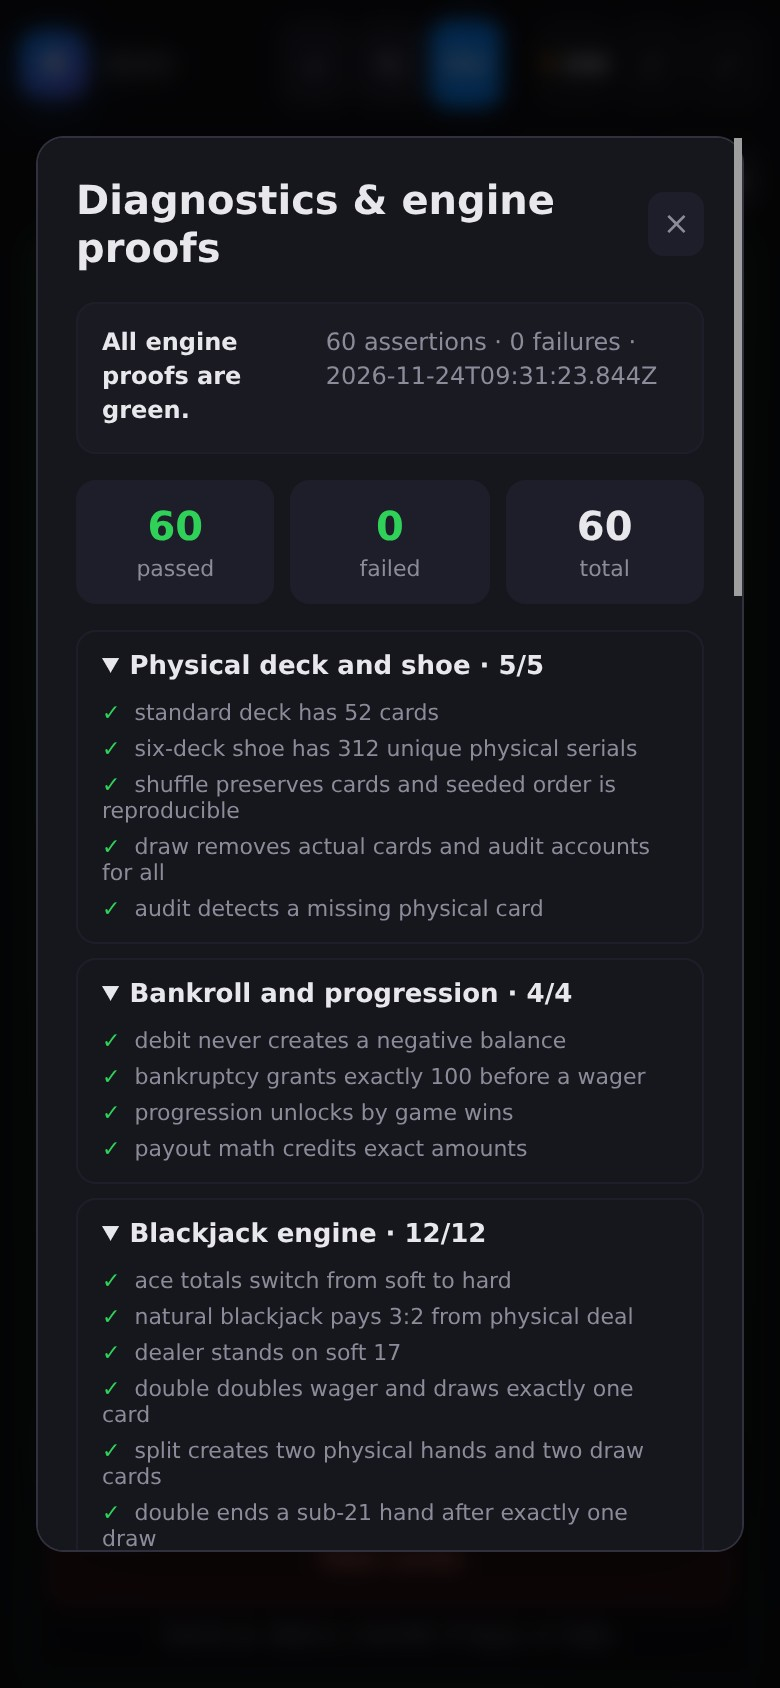 Diagnostics & engine
proofs
×
All engine
proofs are
green.
60 assertions · 0 failures ·
2026-11-24T09:31:23.844Z
60
passed
0
failed
60
total
▼ Physical deck and shoe · 5/5
✓ standard deck has 52 cards
✓ six-deck shoe has 312 unique physical serials
✓ shuffle preserves cards and seeded order is
reproducible
✓ draw removes actual cards and audit accounts
for all
✓ audit detects a missing physical card
▼ Bankroll and progression · 4/4
✓ debit never creates a negative balance
✓ bankruptcy grants exactly 100 before a wager
✓ progression unlocks by game wins
✓ payout math credits exact amounts
▼ Blackjack engine · 12/12
✓ ace totals switch from soft to hard
✓ natural blackjack pays 3:2 from physical deal
✓ dealer stands on soft 17
✓ double doubles wager and draws exactly one
card
✓ split creates two physical hands and two draw
cards
✓ double ends a sub-21 hand after exactly one
draw